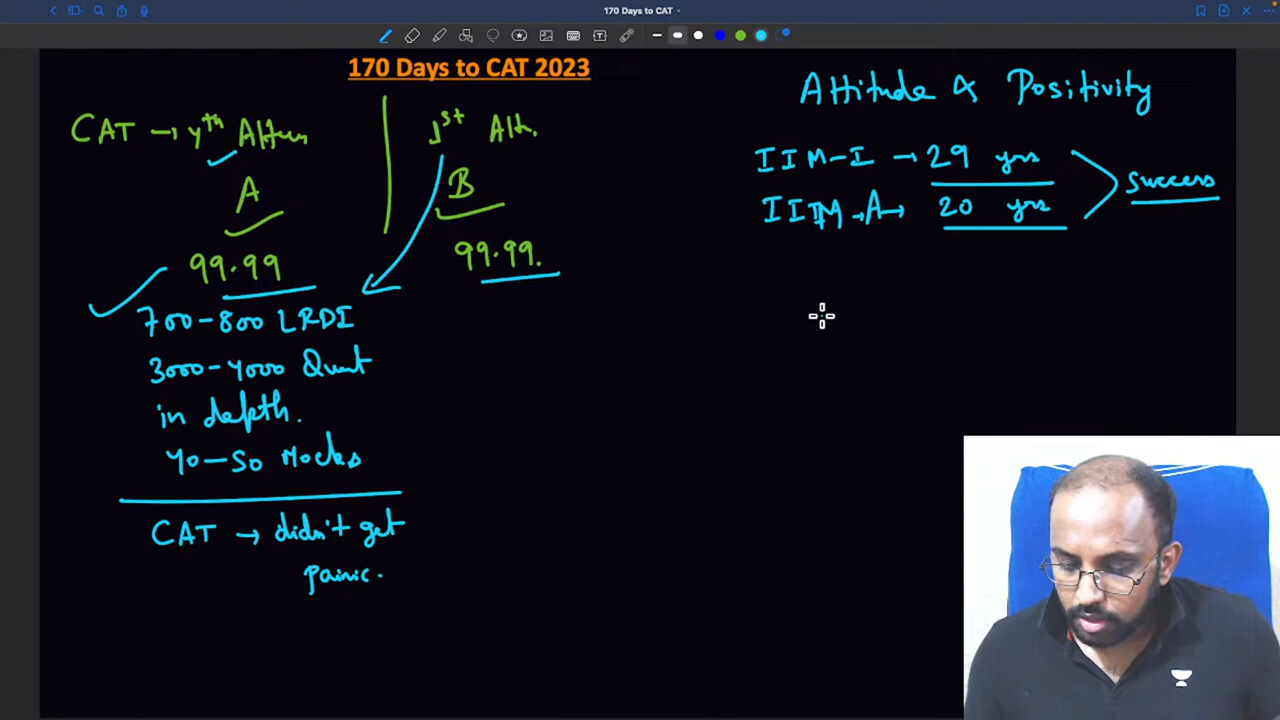 170 Days to CAT
170 Days to CAT 2023
CAT → 4th Attem
A
99.99
1st Att.
B
99.99.
700-800 LRDI
3000-4000 Quant
in depth.
40-50 Mocks
CAT → didn't get
painic.
Attitude & Positivity
IIM-I → 29 yrs
IIM-A → 20 yrs
Success